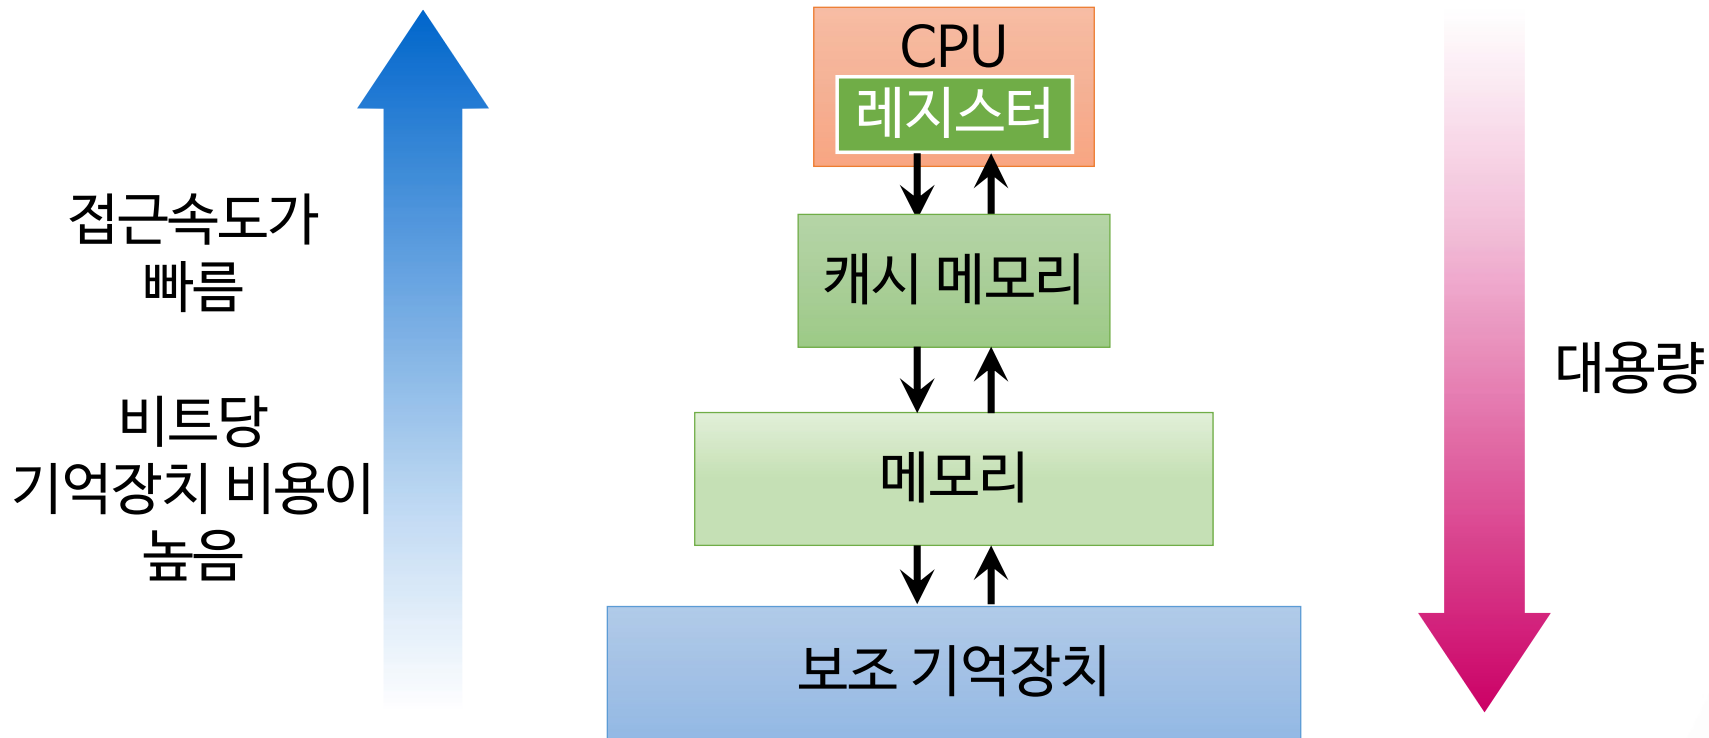 CPU
레지스터
접근속도가
빠름
캐시 메모리
대용량
비트당
기억장치 비용이
높음
메모리
보조 기억장치